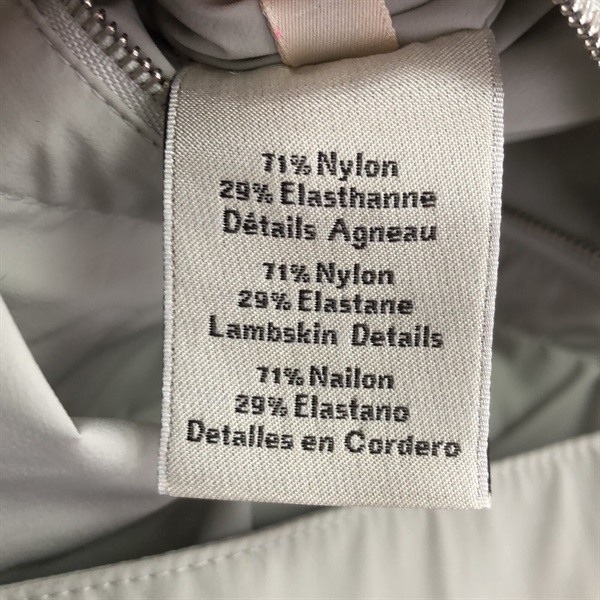 71% Nylon
29% Elasthanne
Détails Agneau
71% Nylon
29% Elastane
Lambskin Details
71% Nailon
29% Elastano
Detalles en Cordero